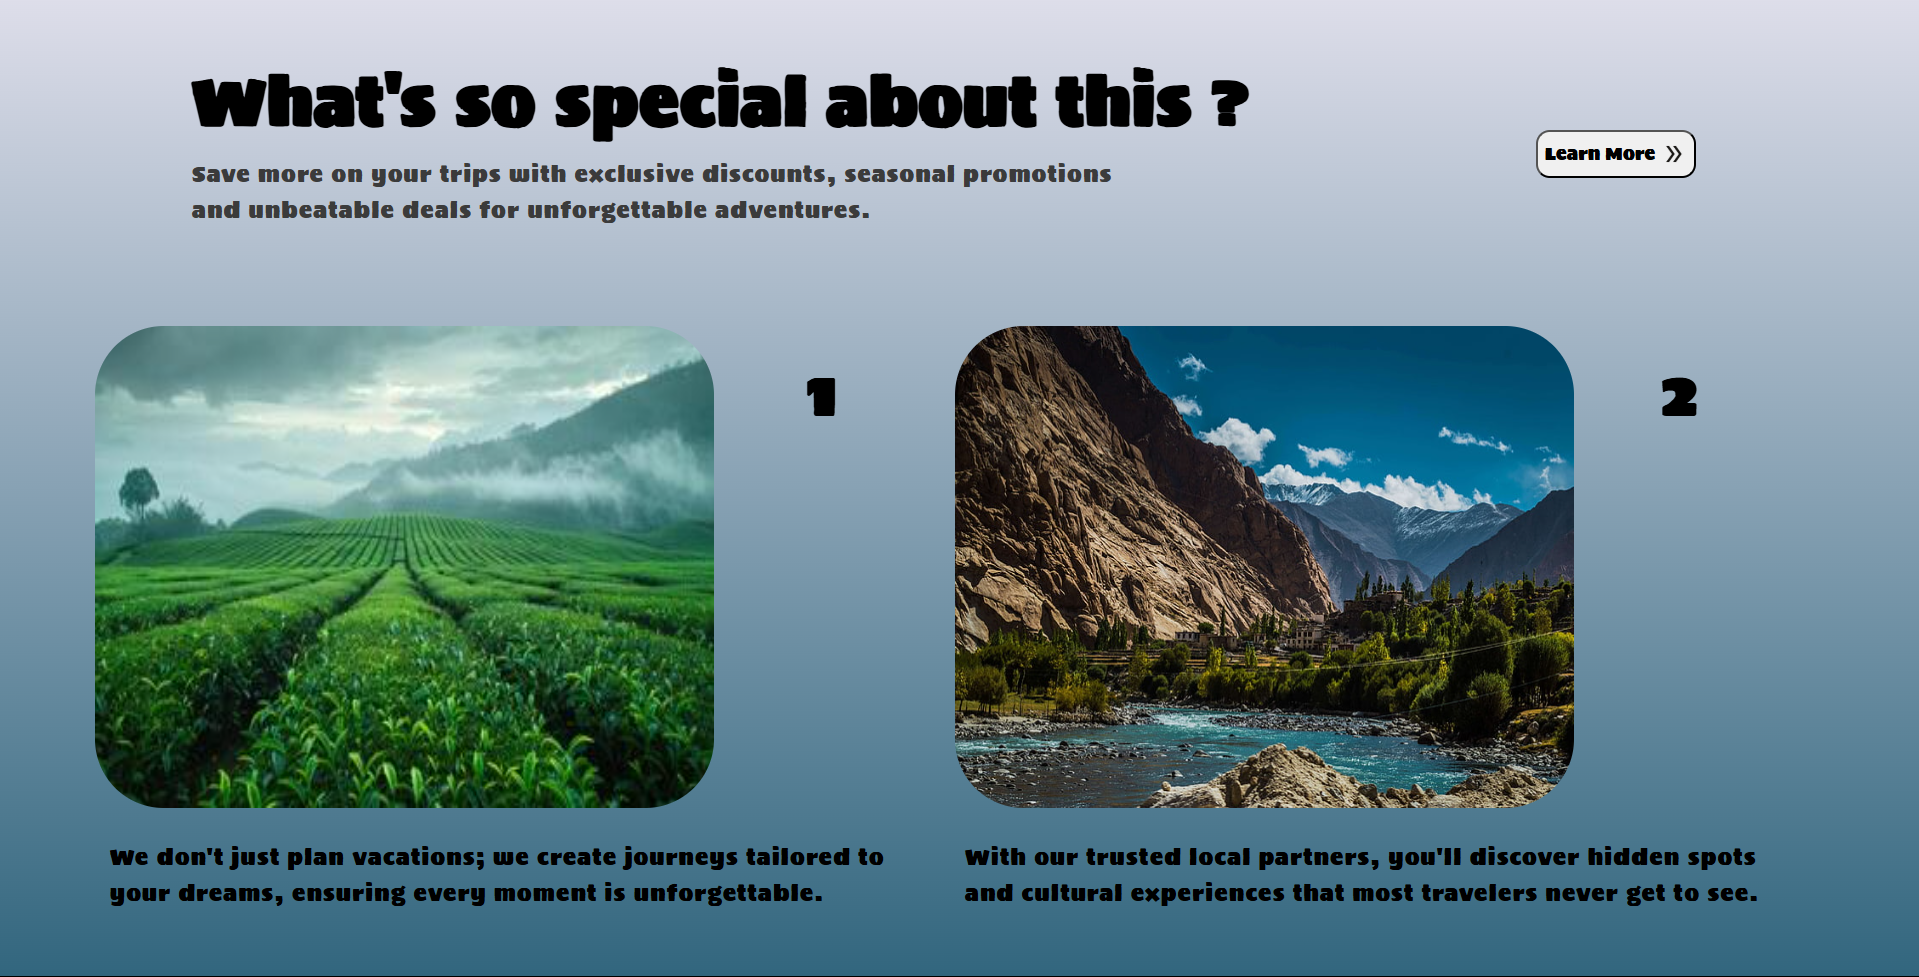 What's so special about this ?
Save more on your trips with exclusive discounts, seasonal promotions
and unbeatable deals for unforgettable adventures.
Learn More »
1
2
We don't just plan vacations; we create journeys tailored to
your dreams, ensuring every moment is unforgettable.
With our trusted local partners, you'll discover hidden spots
and cultural experiences that most travelers never get to see.